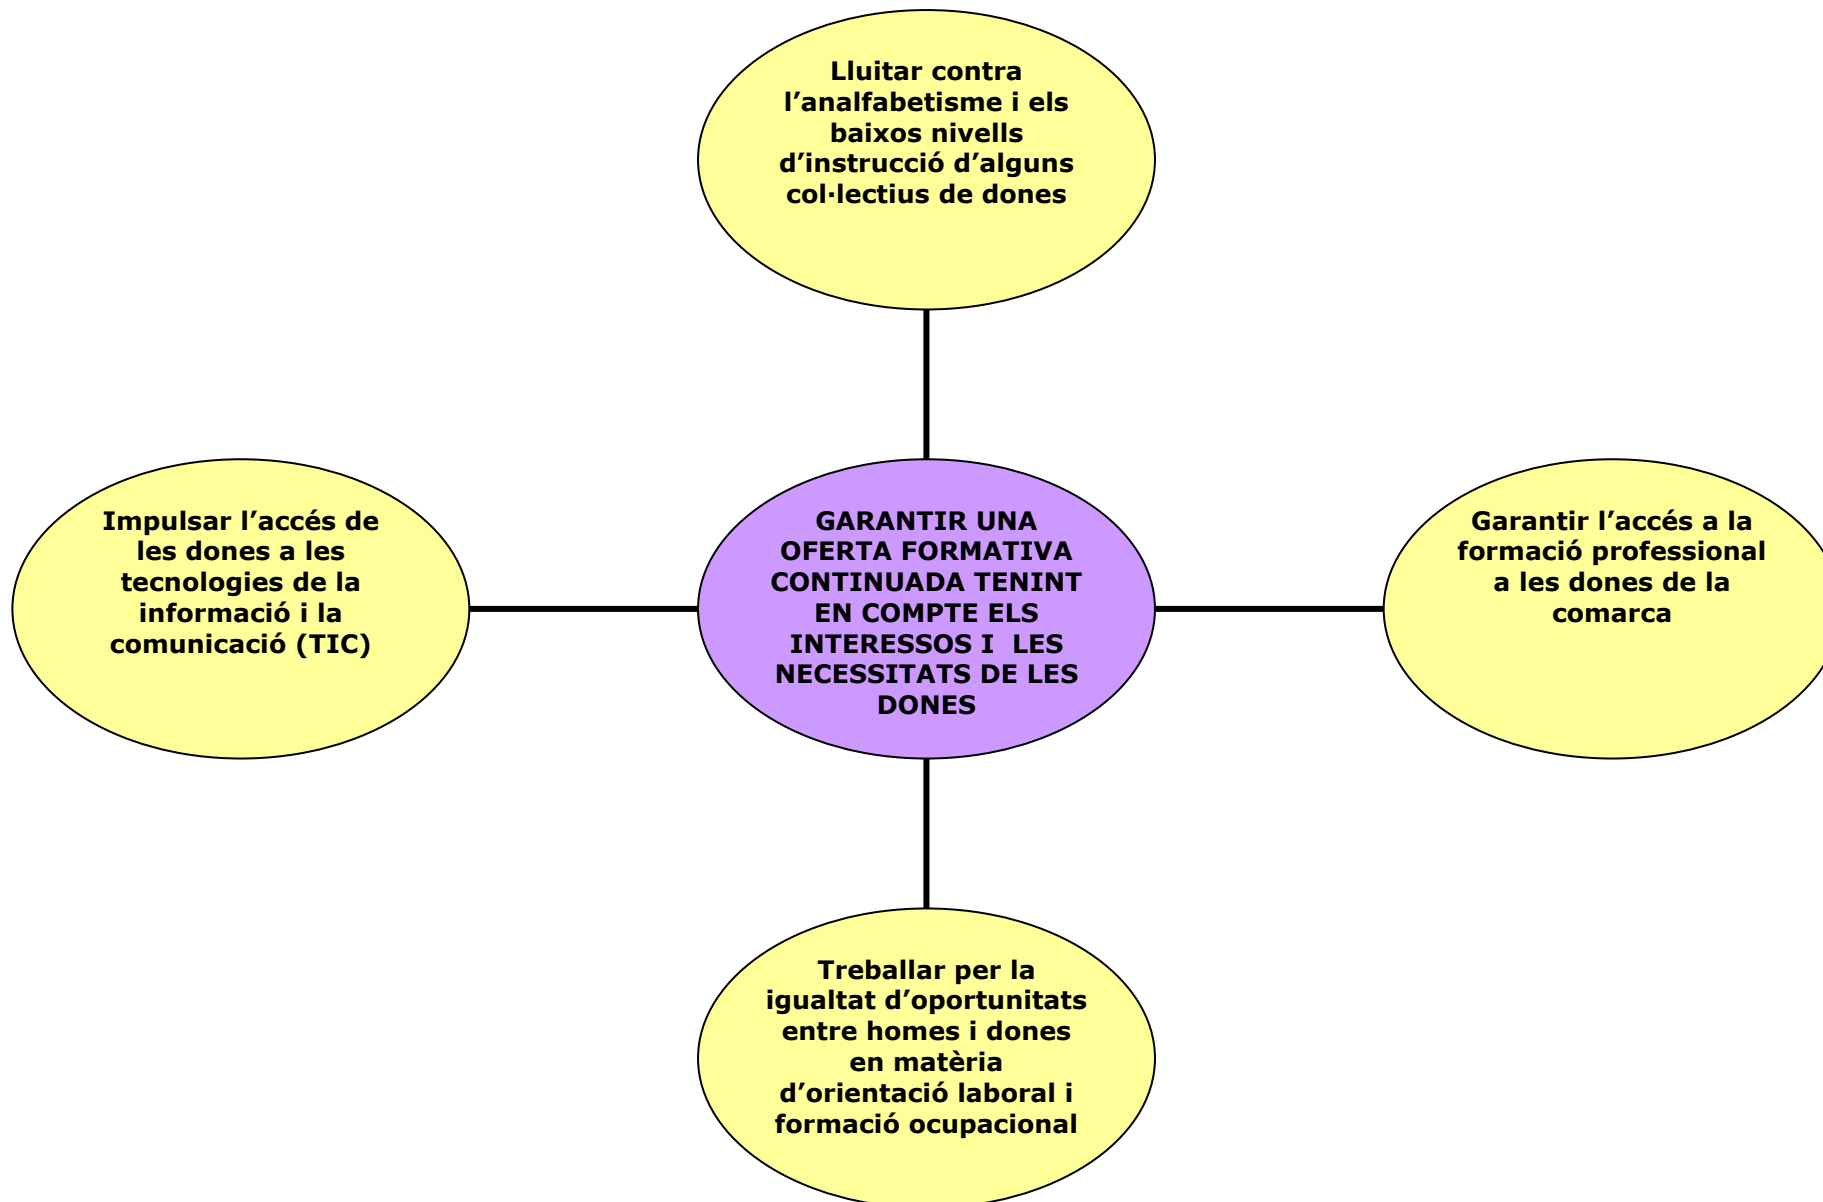 Lluitar contra
l’analfabetisme i els
baixos nivells
d’instrucció d’alguns
col·lectius de dones
Impulsar l’accés de
les dones a les
tecnologies de la
informació i la
comunicació (TIC)
GARANTIR UNA
OFERTA FORMATIVA
CONTINUADA TENINT
EN COMPTE ELS
INTERESSOS I  LES
NECESSITATS DE LES
DONES
Garantir l’accés a la
formació professional
a les dones de la
comarca
Treballar per la
igualtat d’oportunitats
entre homes i dones
en matèria
d’orientació laboral i
formació ocupacional